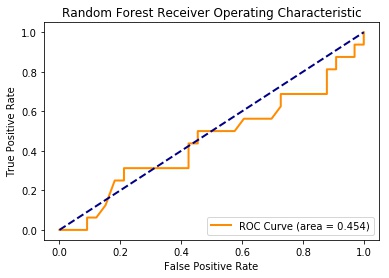 Random Forest Receiver Operating Characteristic
1.0
0.8
0.6
0.4
0.2
0.0
True Positive Rate
ROC Curve (area = 0.454)
0.0 0.2 0.4 0.6 0.8 1.0
False Positive Rate